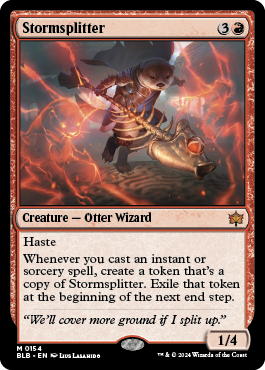 Stormsplitter 3
Creature — Otter Wizard
Haste
Whenever you cast an instant or
sorcery spell, create a token that's a
copy of Stormsplitter. Exile that token
at the beginning of the next end step.
“We'll cover more ground if I split up.”
1/4
M 0154
BLB • EN Lius Lasahido
™ & © 2024 Wizards of the Coast